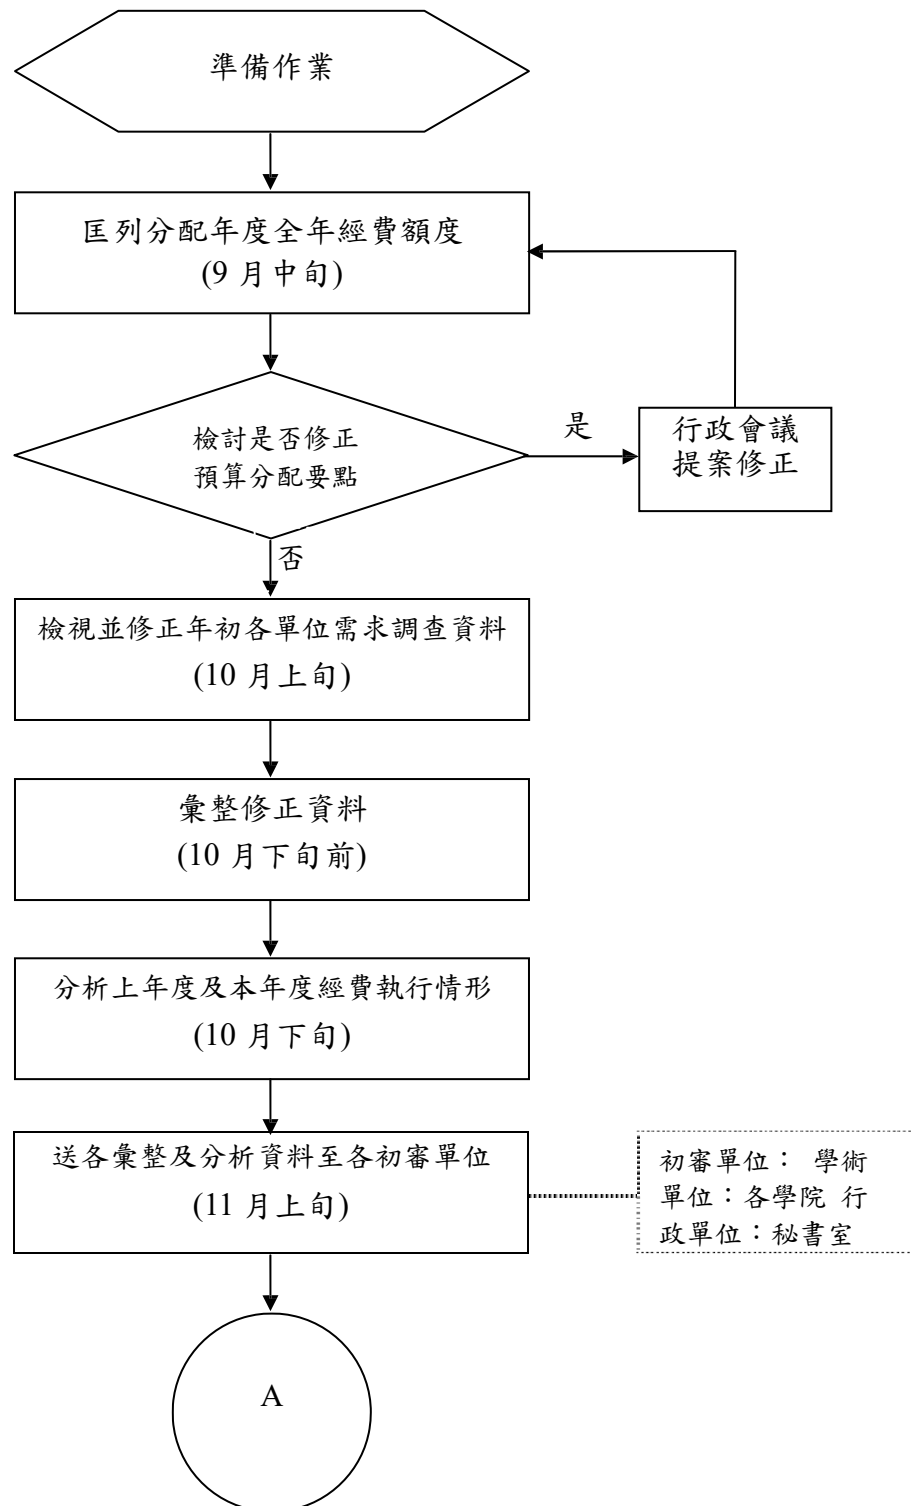 準備作業
匡列分配年度全年經費額度
(9 月中旬)
檢討是否修正
預算分配要點
是
行政會議
提案修正
否
檢視並修正年初各單位需求調查資料
(10 月上旬)
彙整修正資料
(10 月下旬前)
分析上年度及本年度經費執行情形
(10 月下旬)
送各彙整及分析資料至各初審單位
(11 月上旬)
初審單位： 學術
單位：各學院 行
政單位：秘書室
A